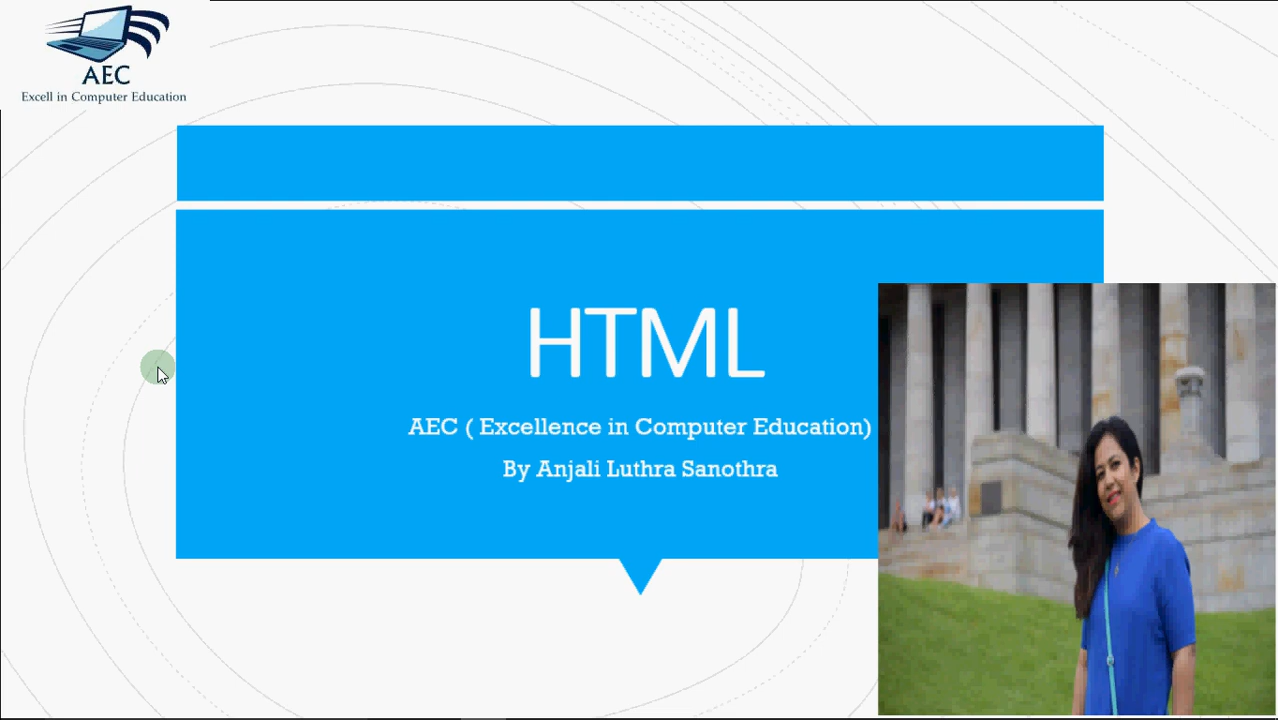 AEC
Excell in Computer Education
HTML
AEC ( Excellence in Computer Education)
By Anjali Luthra Sanothra